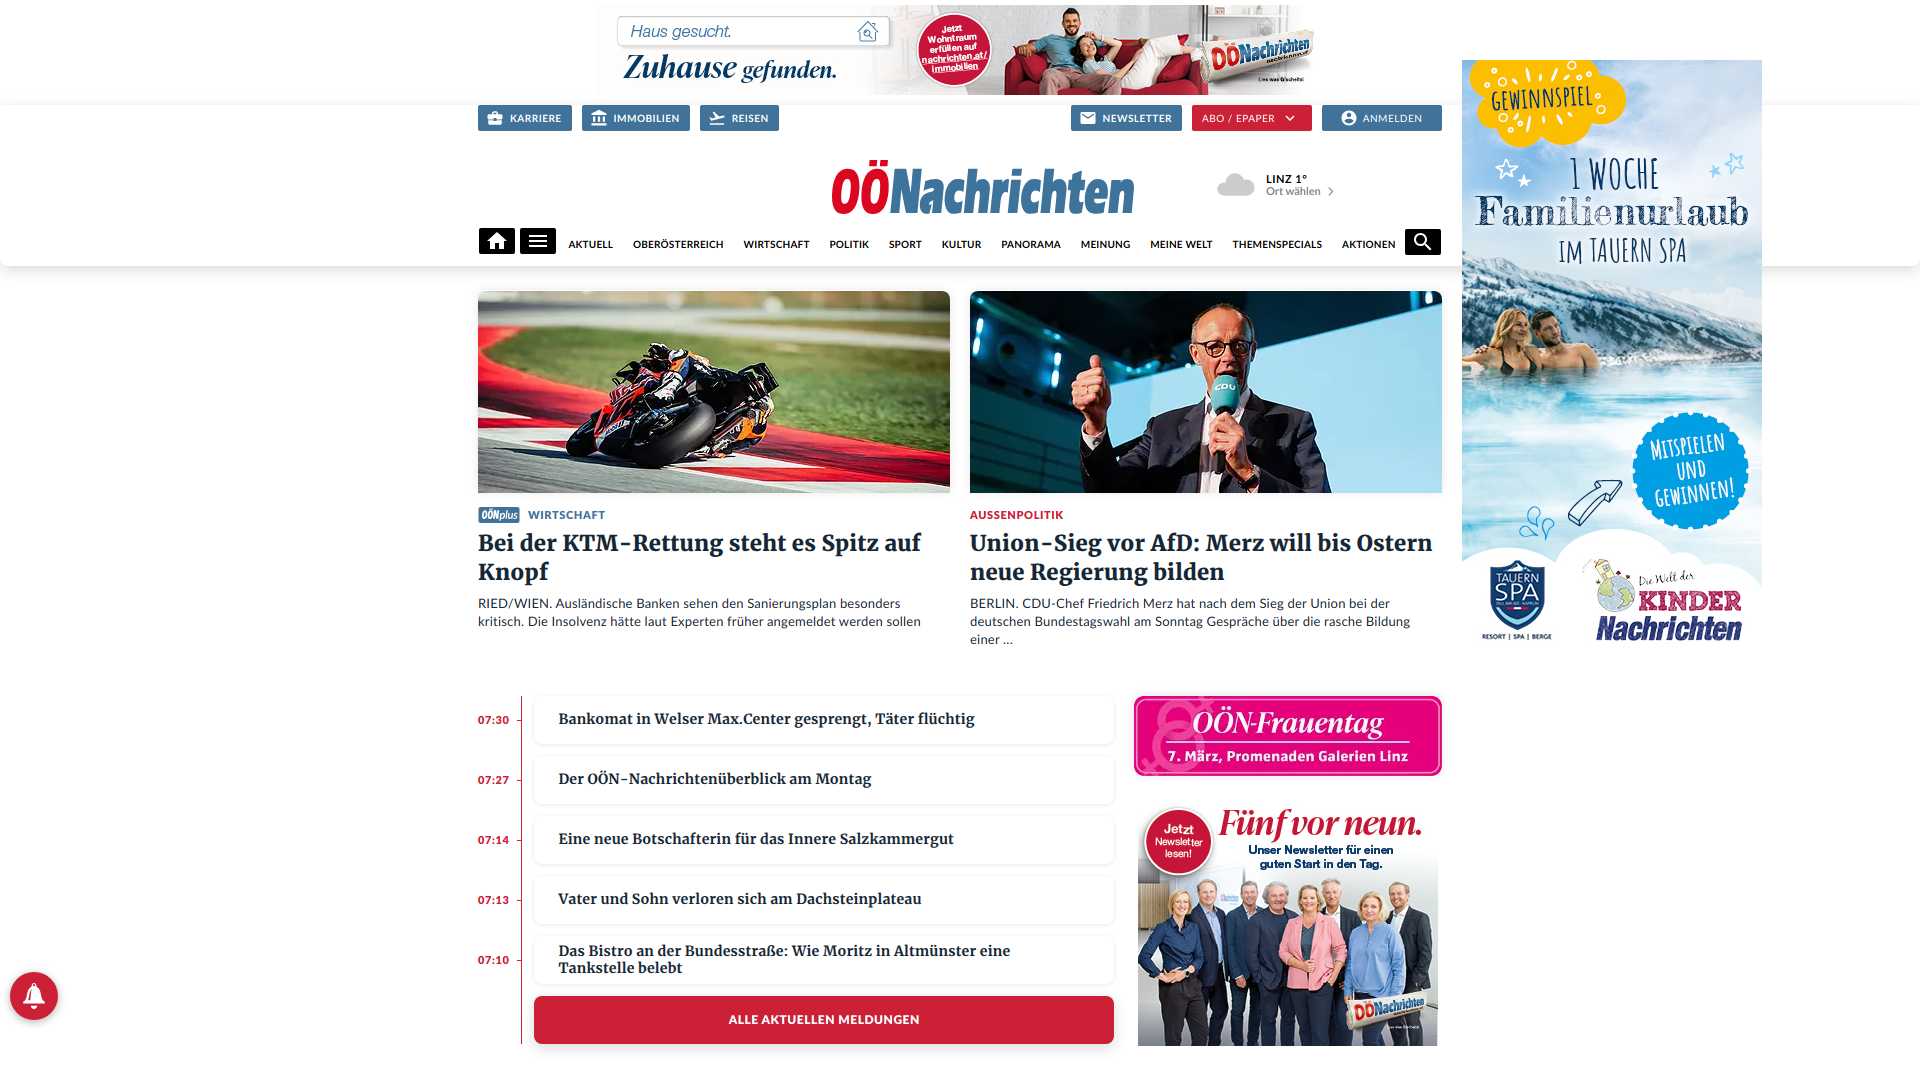 Haus gesucht.
Zuhause gefunden.
Jetzt
Wohntraum
erfüllen auf
nachrichten.at/
immobilien
OÖNachrichten
Lies was G'scheits!
KARRIERE
IMMOBILIEN
REISEN
NEWSLETTER
ABO / EPAPER
ANMELDEN
OÖNachrichten
LINZ 1°
Ort wählen
AKTUELL
OBERÖSTERREICH
WIRTSCHAFT
POLITIK
SPORT
KULTUR
PANORAMA
MEINUNG
MEINE WELT
THEMENSPECIALS
AKTIONEN
GEWINNSPIEL
1 WOCHE
Familienurlaub
IM TAUERN SPA
MITSPIELEN
UND
GEWINNEN!
TAUERN
SPA
RESORT | SPA | BERGE
Die Welt der
KINDER
Nachrichten
CDU
OÖNplus WIRTSCHAFT
Bei der KTM-Rettung steht es Spitz auf
Knopf
RIED/WIEN. Ausländische Banken sehen den Sanierungsplan besonders
kritisch. Die Insolvenz hätte laut Experten früher angemeldet werden sollen
AUSSENPOLITIK
Union-Sieg vor AfD: Merz will bis Ostern
neue Regierung bilden
BERLIN. CDU-Chef Friedrich Merz hat nach dem Sieg der Union bei der
deutschen Bundestagswahl am Sonntag Gespräche über die rasche Bildung
einer ...
07:30 Bankomat in Welser Max.Center gesprengt, Täter flüchtig
07:27 Der OÖN-Nachrichtenüberblick am Montag
07:14 Eine neue Botschafterin für das Innere Salzkammergut
07:13 Vater und Sohn verloren sich am Dachsteinplateau
07:10 Das Bistro an der Bundesstraße: Wie Moritz in Altmünster eine
Tankstelle belebt
ALLE AKTUELLEN MELDUNGEN
OÖN-Frauentag
7. März, Promenaden Galerien Linz
Jetzt
Newsletter
lesen!
Fünf vor neun.
Unser Newsletter für einen
guten Start in den Tag.
OÖNachrichten